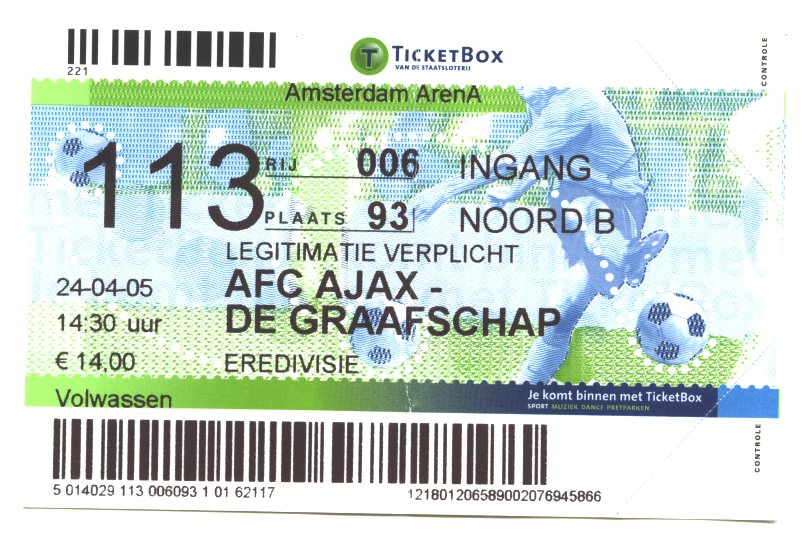 221
TICKETBOX
VAN DE STAATSLOTERIJ
CONTROLE
Amsterdam ArenA
113 RIJ 006 INGANG
PLAATS 93 NOORD B
LEGITIMATIE VERPLICHT
24-04-05 AFC AJAX -
14:30 uur DE GRAAFSCHAP
€ 14,00 EREDIVISIE
Volwassen
Je komt binnen met TicketBox
SPORT MUZIEK DANCE PRETPARKEN
CONTROLE
5 014029 113 006093 1 01 62117
121801206589002076945866